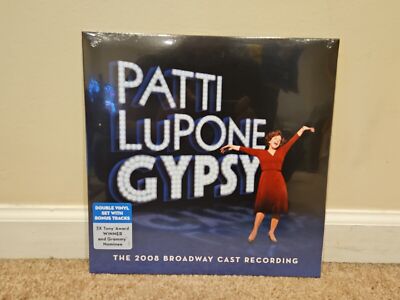 PATTI
LUPONE
GYPSY
DOUBLE VINYL
SET WITH
BONUS TRACKS
3X Tony Award
WINNER
and Grammy
Nominee
THE 2008 BROADWAY CAST RECORDING